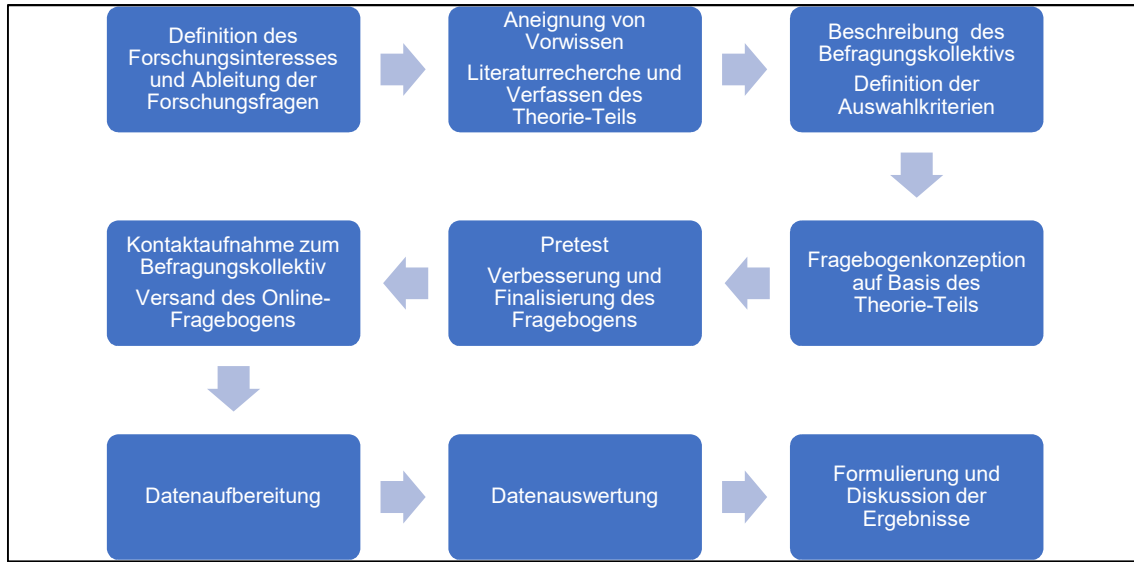 Definition des
Forschungsinteresses
und Ableitung der
Forschungsfragen
Aneignung von
Vorwissen
Literaturrecherche und
Verfassen des
Theorie-Teils
Beschreibung des
Befragungskollektivs
Definition der
Auswahlkriterien
Fragebogenkonzeption
auf Basis des
Theorie-Teils
Pretest
Verbesserung und
Finalisierung des
Fragebogens
Kontaktaufnahme zum
Befragungskollektiv
Versand des Online-
Fragebogens
Datenaufbereitung
Datenauswertung
Formulierung und
Diskussion der
Ergebnisse